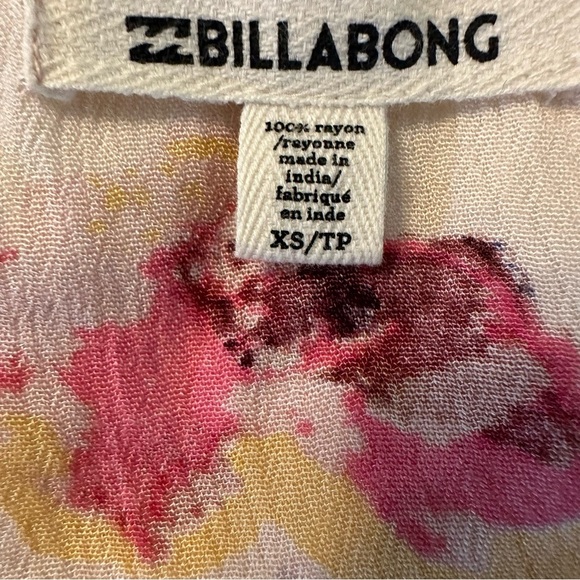 BILLABONG
100% rayon
/rayonne
made in
india/
fabriqué
en inde
XS/TP